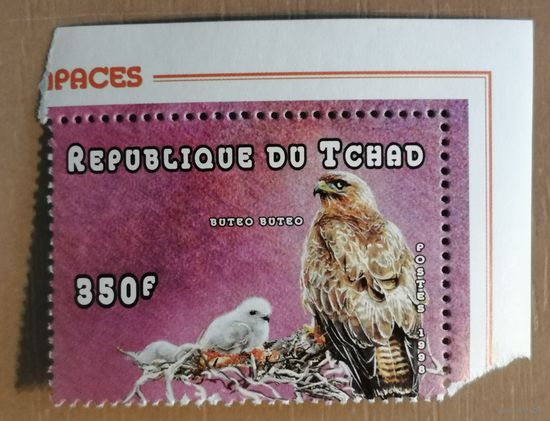 APACES
REPUBLIQUE DU TCHAD
BUTEO BUTEO
POSTES 1998
350F